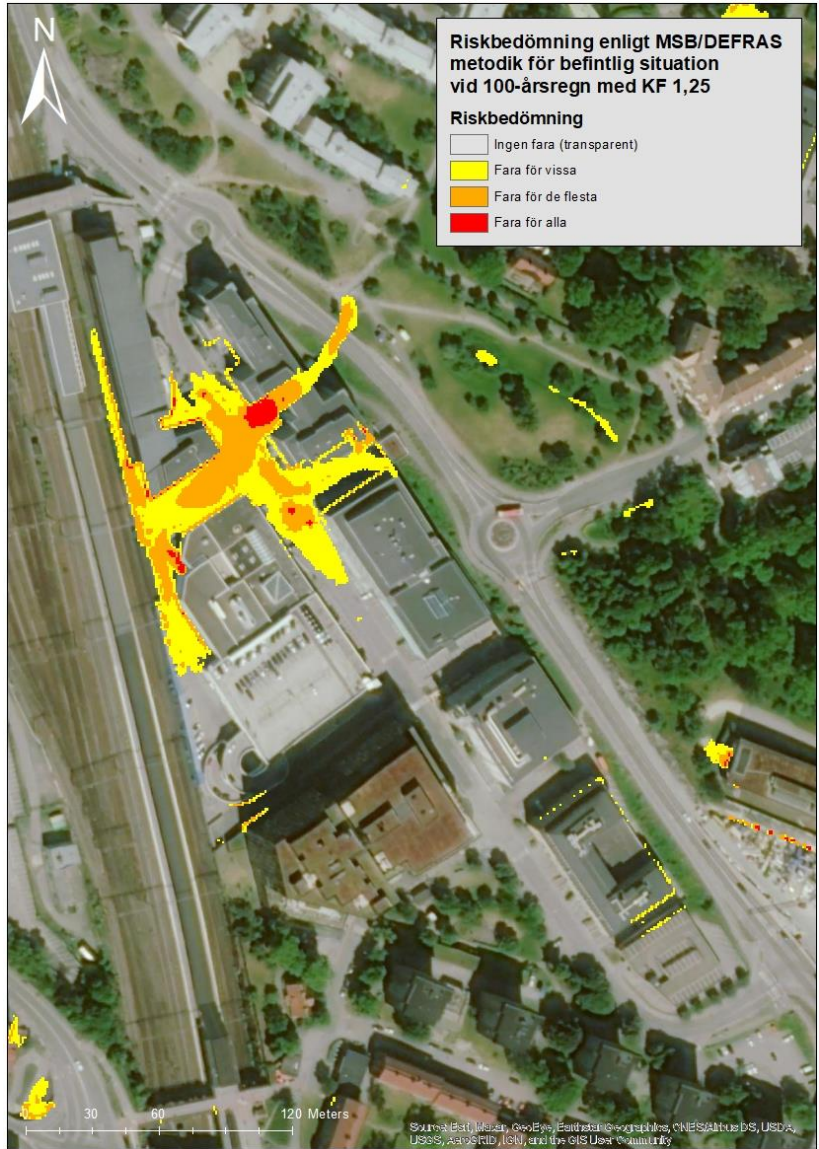 N
Riskbedömning enligt MSB/DEFRAS
metodik för befintlig situation
vid 100-årsregn med KF 1,25
Riskbedömning
Ingen fara (transparent)
Fara för vissa
Fara för de flesta
Fara för alla
0 30 60 120 Meters
Source: Esri, Maxar, GeoEye, Earthstar Geographics, CNES/Airbus DS, USDA,
USGS, AeroGRID, IGN, and the GIS User Community